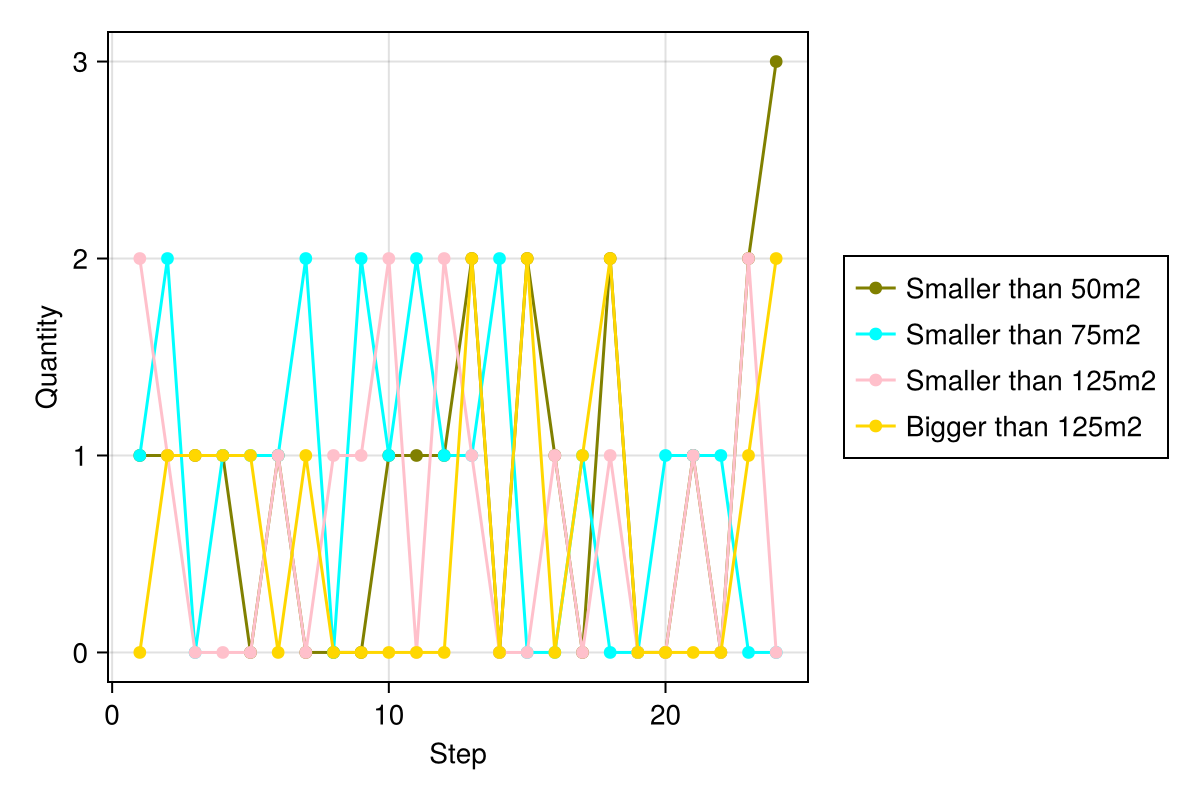 3
2
1
0
Quantity
0
10
20
Step
Smaller than 50m2
Smaller than 75m2
Smaller than 125m2
Bigger than 125m2